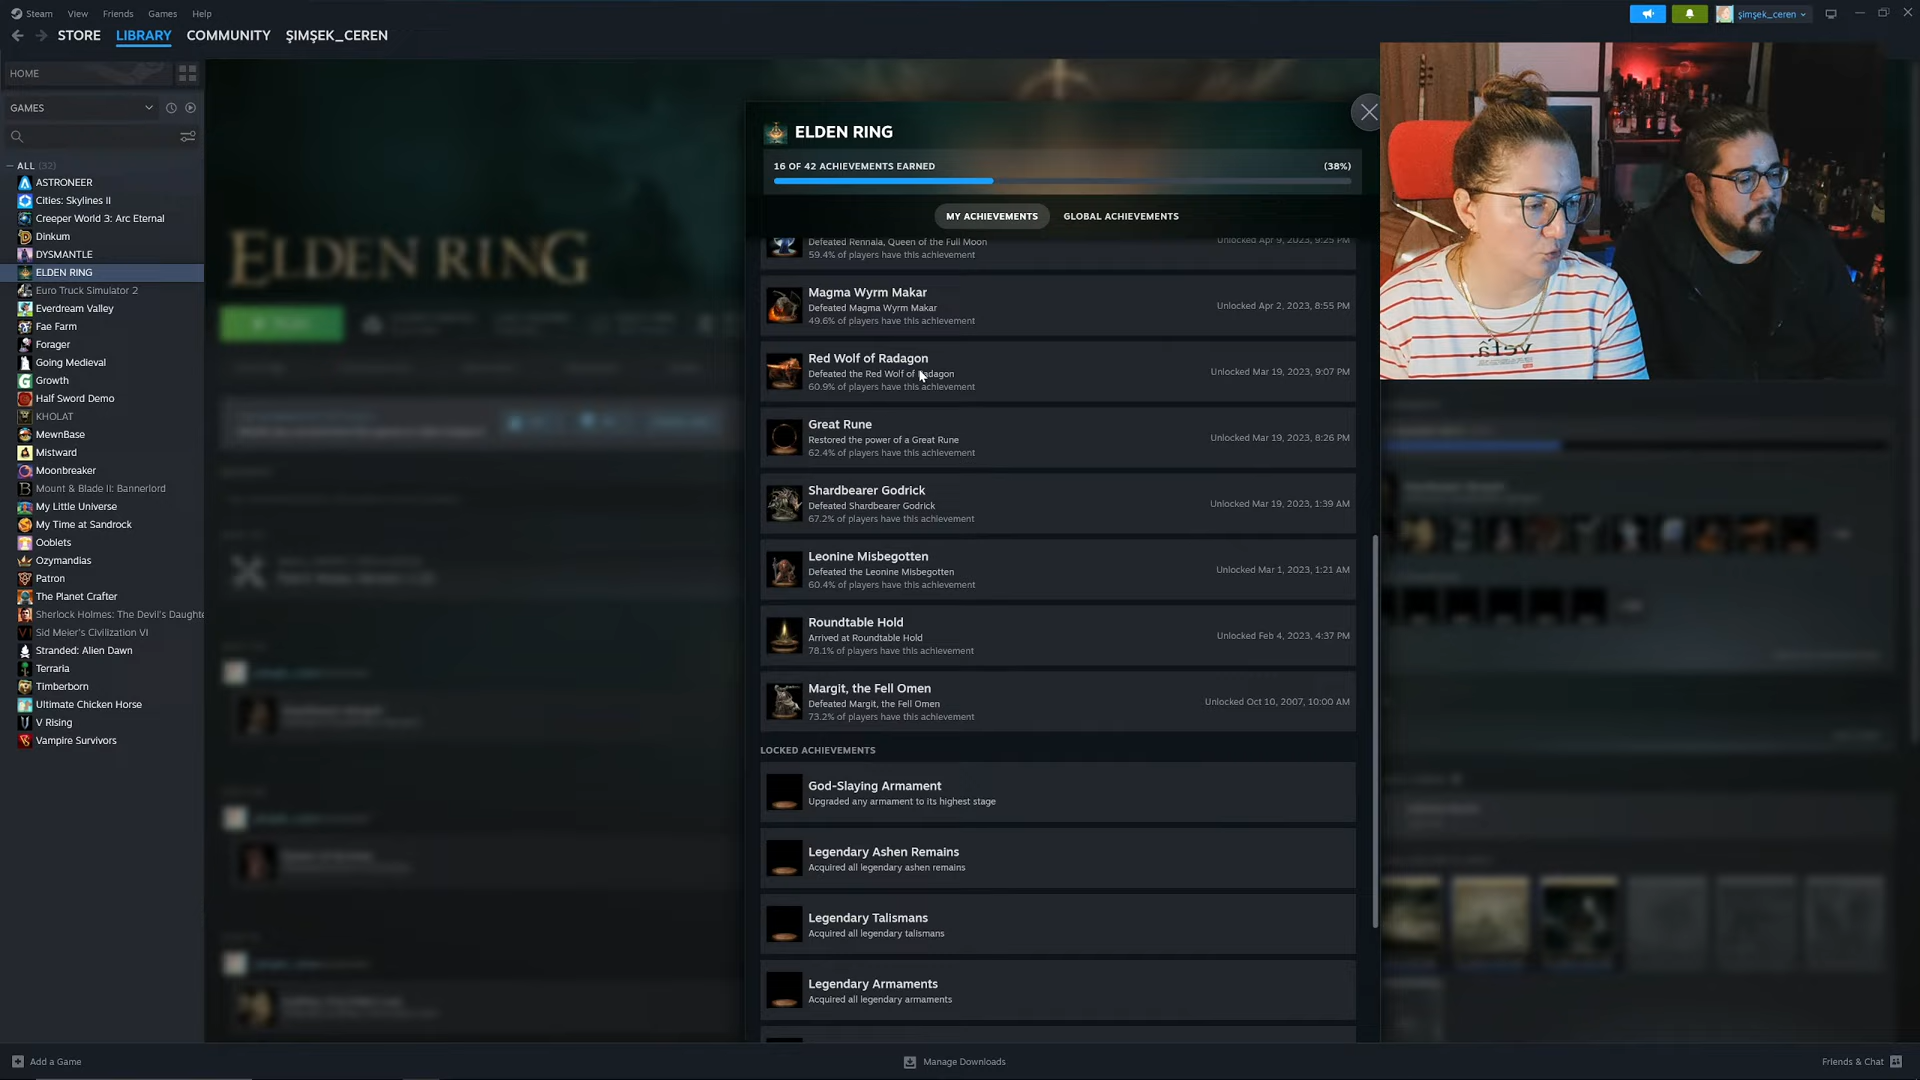 Steam View Friends Games Help
şimşek_ceren
STORE LIBRARY COMMUNITY ŞIMŞEK_CEREN
HOME
GAMES
ALL (32)
ASTRONEER
Cities: Skylines II
Creeper World 3: Arc Eternal
Dinkum
DYSMANTLE
ELDEN RING
Euro Truck Simulator 2
Everdream Valley
Fae Farm
Forager
Going Medieval
Growth
Half Sword Demo
KHOLAT
MewnBase
Mistward
Moonbreaker
Mount & Blade II: Bannerlord
My Little Universe
My Time at Sandrock
Ooblets
Ozymandias
Patron
The Planet Crafter
Sherlock Holmes: The Devil's Daughte
Sid Meier's Civilization VI
Stranded: Alien Dawn
Terraria
Timberborn
Ultimate Chicken Horse
V Rising
Vampire Survivors
ELDEN RING
ELDEN RING
16 OF 42 ACHIEVEMENTS EARNED (38%)
MY ACHIEVEMENTS GLOBAL ACHIEVEMENTS
Defeated Rennala, Queen of the Full Moon
59.4% of players have this achievement
Unlocked Apr 9, 2023, 9:25 PM
Magma Wyrm Makar
Defeated Magma Wyrm Makar
49.6% of players have this achievement
Unlocked Apr 2, 2023, 8:55 PM
Red Wolf of Radagon
Defeated the Red Wolf of Radagon
60.9% of players have this achievement
Unlocked Mar 19, 2023, 9:07 PM
Great Rune
Restored the power of a Great Rune
62.4% of players have this achievement
Unlocked Mar 19, 2023, 8:26 PM
Shardbearer Godrick
Defeated Shardbearer Godrick
67.2% of players have this achievement
Unlocked Mar 19, 2023, 1:39 AM
Leonine Misbegotten
Defeated the Leonine Misbegotten
60.4% of players have this achievement
Unlocked Mar 1, 2023, 1:21 AM
Roundtable Hold
Arrived at Roundtable Hold
78.1% of players have this achievement
Unlocked Feb 4, 2023, 4:37 PM
Margit, the Fell Omen
Defeated Margit, the Fell Omen
73.2% of players have this achievement
Unlocked Oct 10, 2007, 10:00 AM
LOCKED ACHIEVEMENTS
God-Slaying Armament
Upgraded any armament to its highest stage
Legendary Ashen Remains
Acquired all legendary ashen remains
Legendary Talismans
Acquired all legendary talismans
Legendary Armaments
Acquired all legendary armaments
vefâ.
Add a Game
Manage Downloads
Friends & Chat